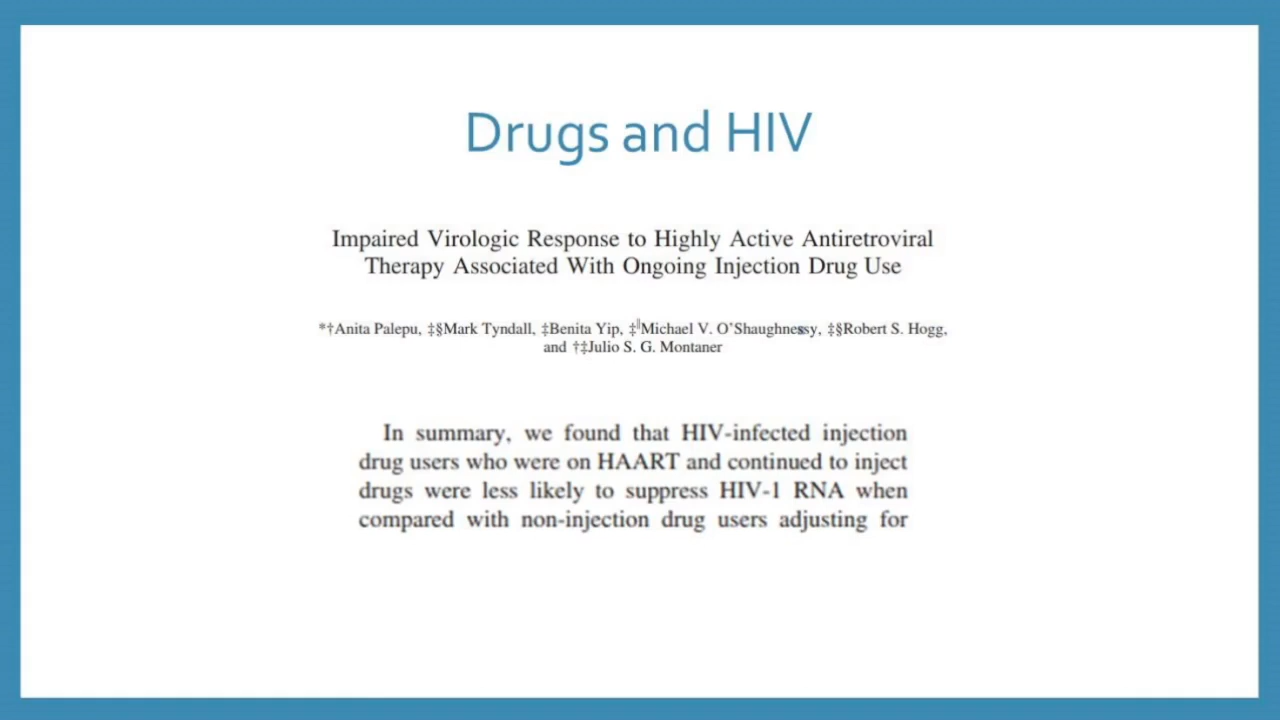 Drugs and HIV
Impaired Virologic Response to Highly Active Antiretroviral
Therapy Associated With Ongoing Injection Drug Use
*†Anita Palepu, ‡§Mark Tyndall, ‡Benita Yip, ‡∥Michael V. O'Shaughnessy, ‡§Robert S. Hogg,
and †‡Julio S. G. Montaner
In summary, we found that HIV-infected injection
drug users who were on HAART and continued to inject
drugs were less likely to suppress HIV-1 RNA when
compared with non-injection drug users adjusting for